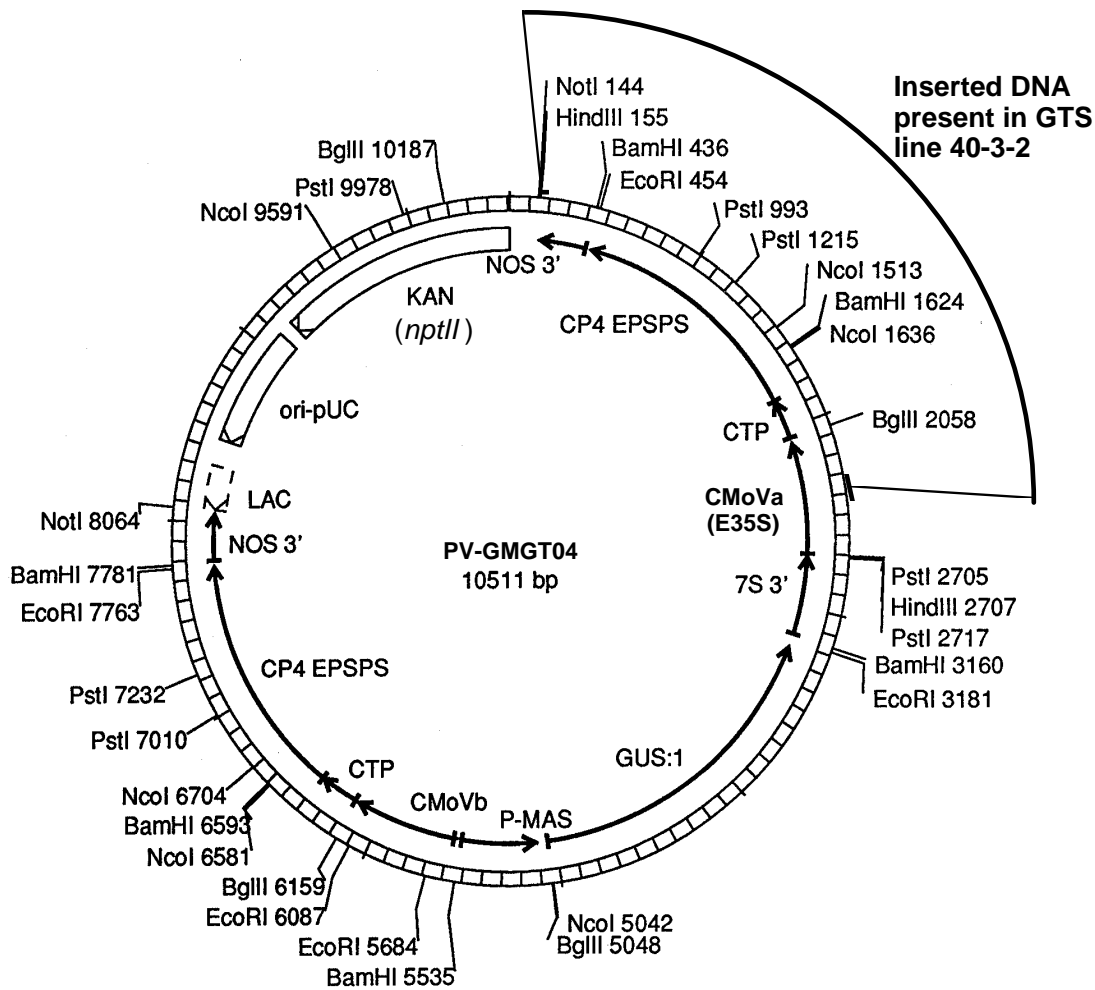 Inserted DNA
present in GTS
line 40-3-2
NotI 144
HindIII 155
BamHI 436
EcoRI 454
PstI 993
PstI 1215
NcoI 1513
BamHI 1624
NcoI 1636
BglII 2058
PstI 2705
HindIII 2707
PstI 2717
BamHI 3160
EcoRI 3181
NcoI 5042
BglII 5048
BamHI 5535
EcoRI 5684
EcoRI 6087
BglII 6159
NcoI 6581
BamHI 6593
NcoI 6704
PstI 7010
PstI 7232
EcoRI 7763
BamHI 7781
NotI 8064
NcoI 9591
PstI 9978
BglII 10187
NOS 3’
CP4 EPSPS
CTP
CMoVa
(E35S)
7S 3’
GUS:1
P-MAS
CMoVb
CTP
CP4 EPSPS
NOS 3’
LAC
ori-pUC
KAN
(nptII)
PV-GMGT04
10511 bp